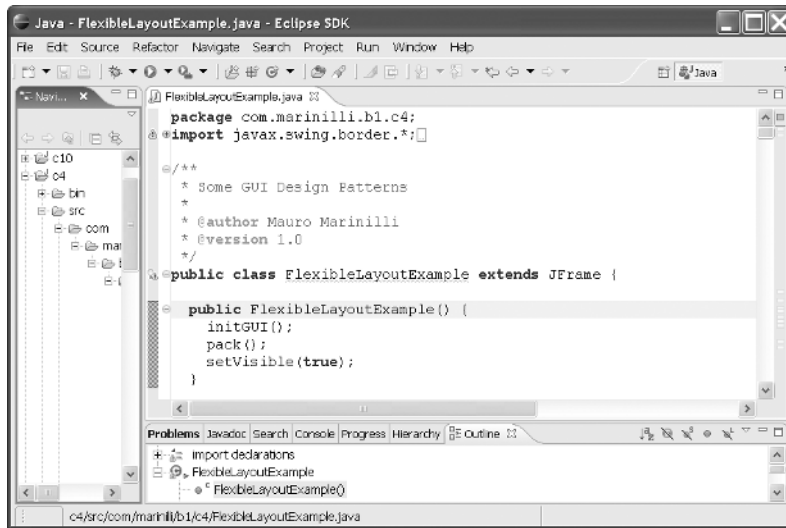 Java - FlexibleLayoutExample.java - Eclipse SDK
File Edit Source Refactor Navigate Search Project Run Window Help
Java
Navi...
FlexibleLayoutExample.java
package com.marinilli.b1.c4;
import javax.swing.border.*;
/**
* Some GUI Design Patterns
*
* @author Mauro Marinilli
* @version 1.0
*/
public class FlexibleLayoutExample extends JFrame {
public FlexibleLayoutExample() {
initGUI();
pack();
setVisible(true);
}
c10
c4
bin
src
com
mar
Problems Javadoc Search Console Progress Hierarchy Outline
import declarations
FlexibleLayoutExample
FlexibleLayoutExample()
c4/src/com/marinilli/b1/c4/FlexibleLayoutExample.java